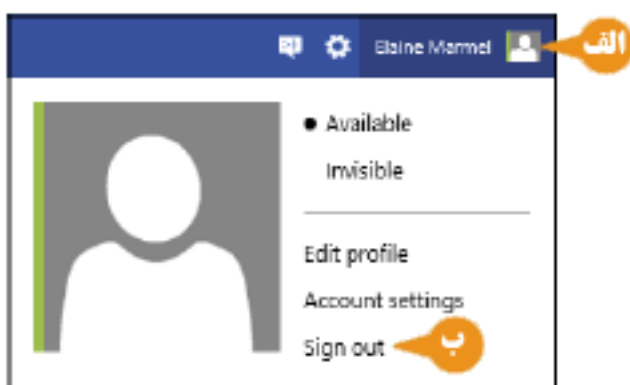 Elaine Marmel
الف
Available
Invisible
Edit profile
Account settings
Sign out
ب